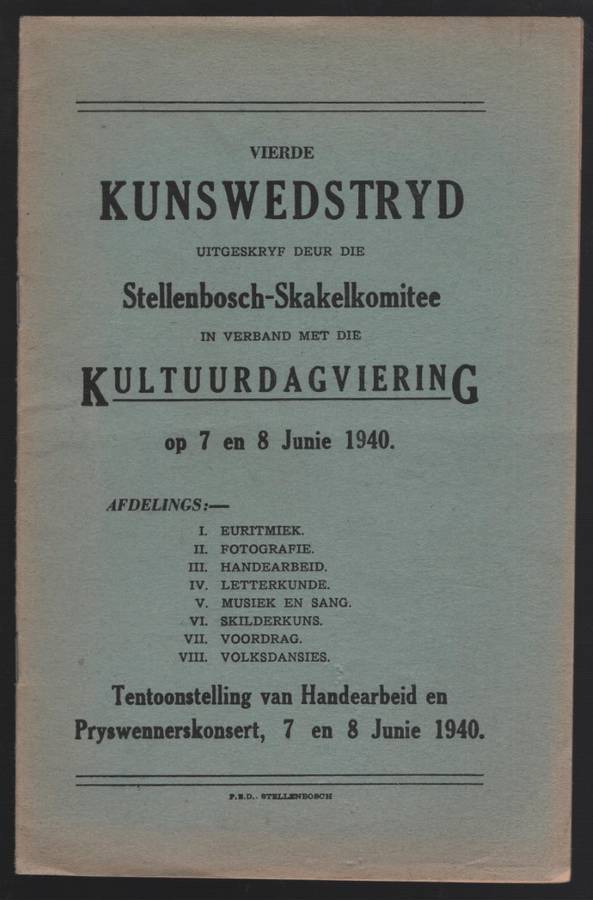 VIERDE
KUNSWEDSTRYD
UITGESKRYF DEUR DIE
Stellenbosch-Skakelkomitee
IN VERBAND MET DIE
KULTUURDAGVIERING
op 7 en 8 Junie 1940.
AFDELINGS:—
I. EURITMIEK.
II. FOTOGRAFIE.
III. HANDEARBEID.
IV. LETTERKUNDE.
V. MUSIEK EN SANG.
VI. SKILDERKUNS.
VII. VOORDRAG.
VIII. VOLKSDANSIES.
Tentoonstelling van Handearbeid en
Pryswennerskonsert, 7 en 8 Junie 1940.
STELLENBOSCH